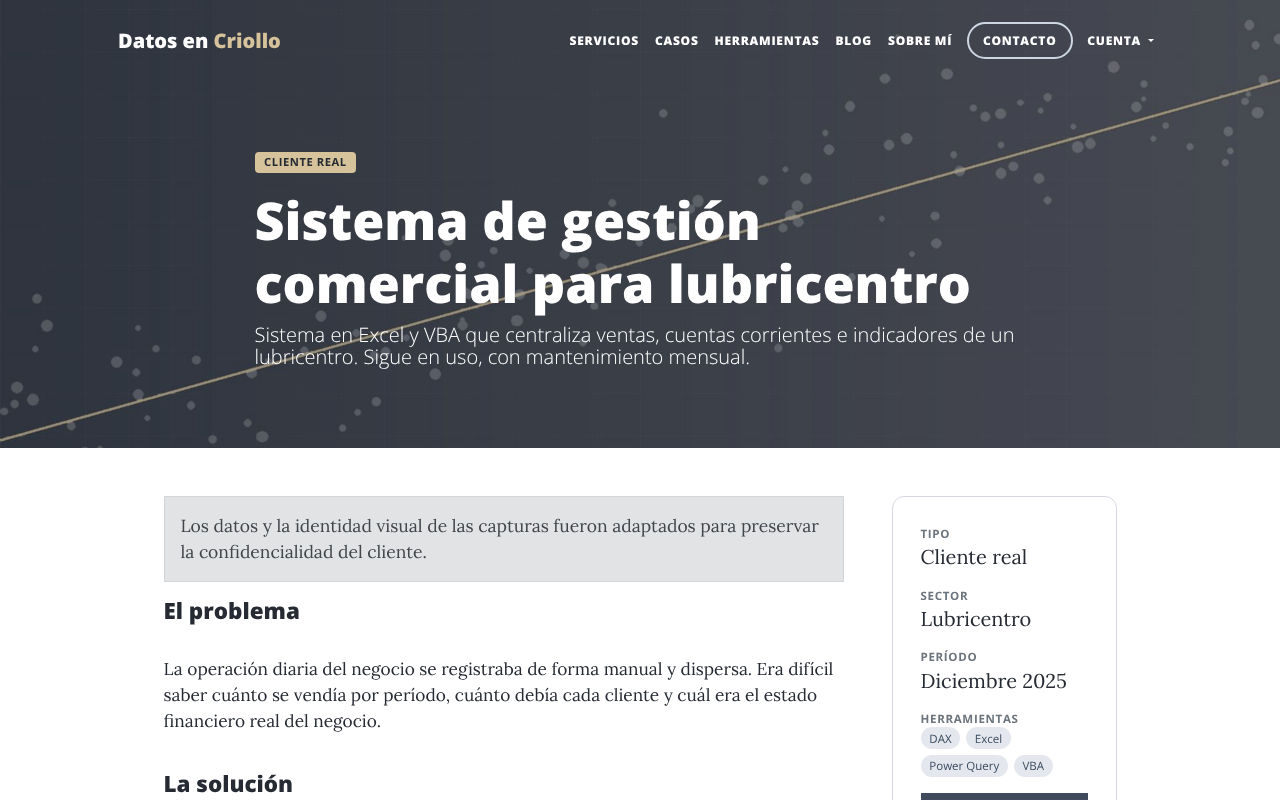 Datos en Criollo
SERVICIOS CASOS HERRAMIENTAS BLOG SOBRE MÍ CONTACTO CUENTA
CLIENTE REAL
Sistema de gestión
comercial para lubricentro
Sistema en Excel y VBA que centraliza ventas, cuentas corrientes e indicadores de un
lubricentro. Sigue en uso, con mantenimiento mensual.
Los datos y la identidad visual de las capturas fueron adaptados para preservar
la confidencialidad del cliente.
El problema
La operación diaria del negocio se registraba de forma manual y dispersa. Era difícil
saber cuánto se vendía por período, cuánto debía cada cliente y cuál era el estado
financiero real del negocio.
La solución
TIPO
Cliente real
SECTOR
Lubricentro
PERÍODO
Diciembre 2025
HERRAMIENTAS
DAX Excel
Power Query VBA